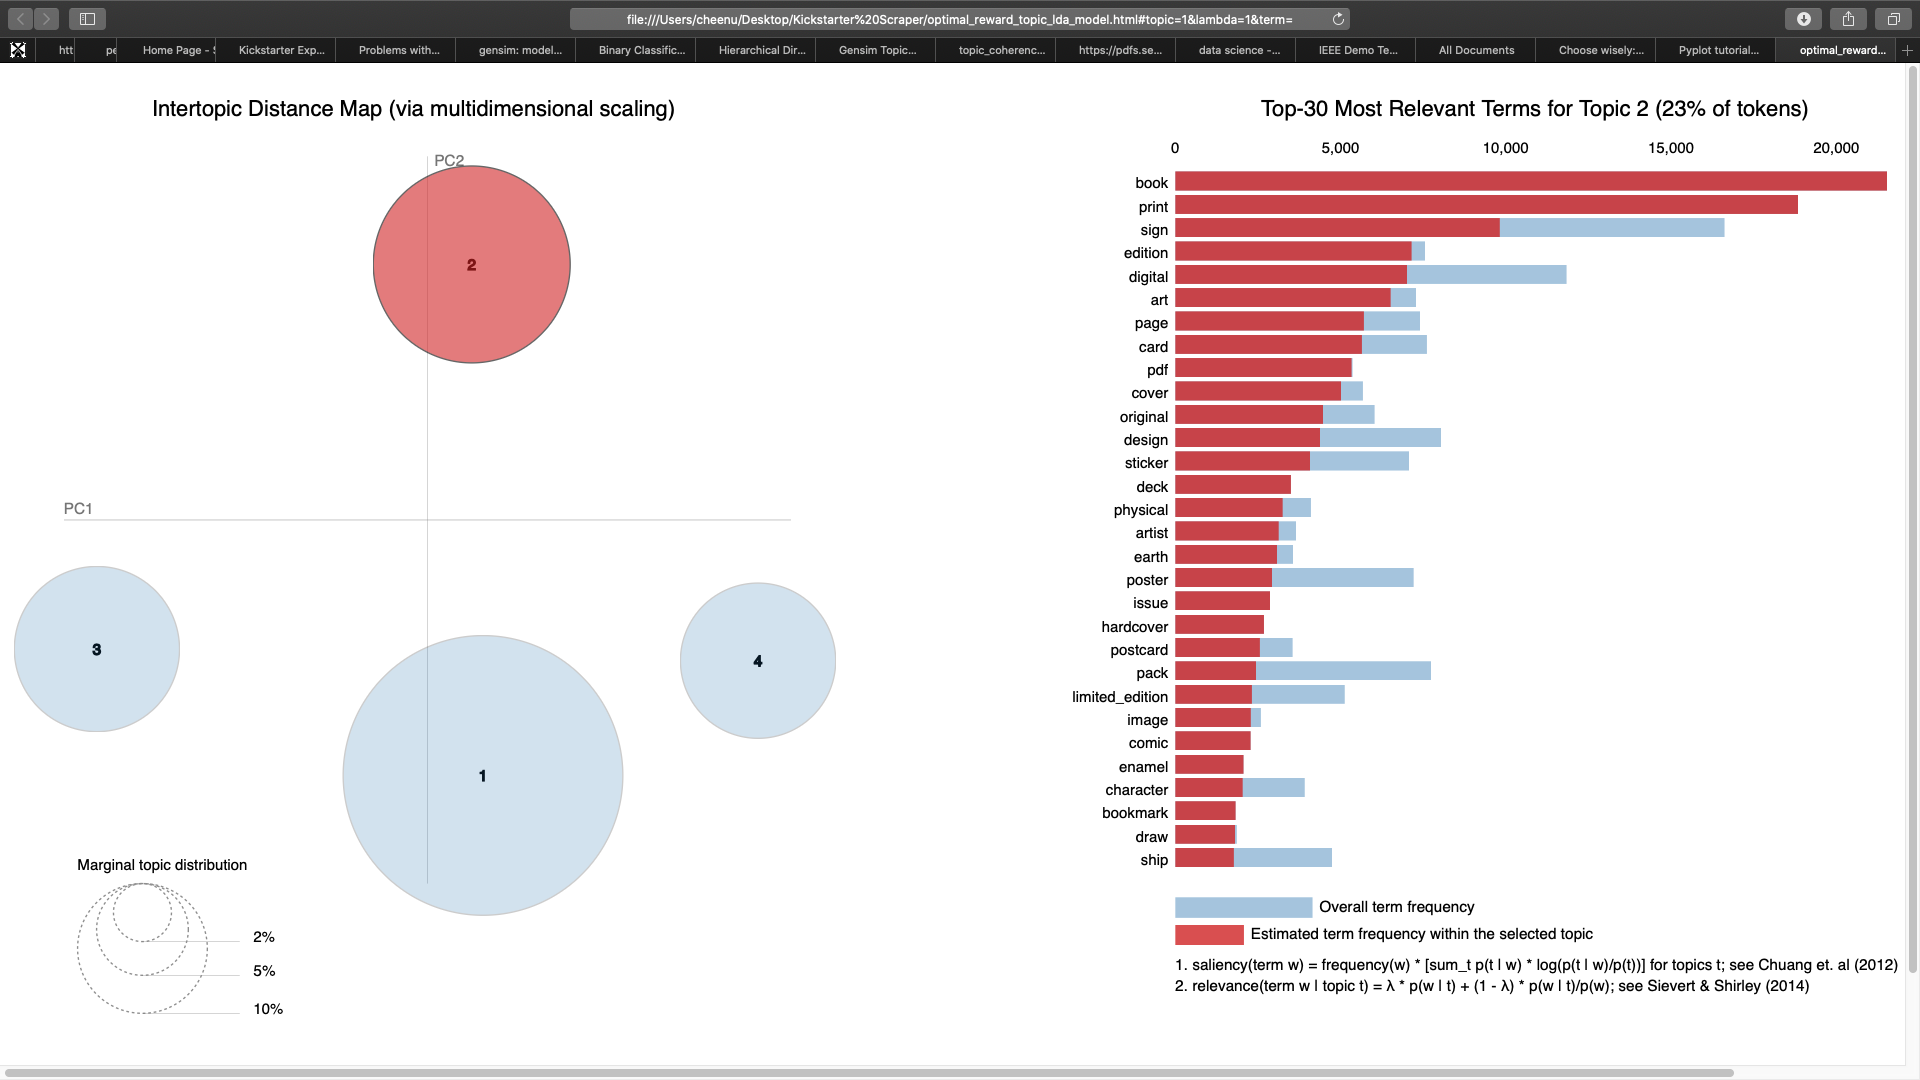 file:///Users/cheenu/Desktop/Kickstarter%20Scraper/optimal_reward_topic_lda_model.html#topic=1&lambda=1&term=
htt
pe
Home Page - S
Kickstarter Exp...
Problems with...
gensim: model...
Binary Classific...
Hierarchical Dir...
Gensim Topic...
topic_coherenc...
https://pdfs.se...
data science -...
IEEE Demo Te...
All Documents
Choose wisely:...
Pyplot tutorial...
optimal_reward...
Intertopic Distance Map (via multidimensional scaling)
PC2
2
PC1
3
4
1
Marginal topic distribution
2%
5%
10%
Top-30 Most Relevant Terms for Topic 2 (23% of tokens)
0 5,000 10,000 15,000 20,000
book
print
sign
edition
digital
art
page
card
pdf
cover
original
design
sticker
deck
physical
artist
earth
poster
issue
hardcover
postcard
pack
limited_edition
image
comic
enamel
character
bookmark
draw
ship
Overall term frequency
Estimated term frequency within the selected topic
1. saliency(term w) = frequency(w) * [sum_t p(t | w) * log(p(t | w)/p(t))] for topics t; see Chuang et. al (2012)
2. relevance(term w | topic t) = λ * p(w | t) + (1 - λ) * p(w | t)/p(w); see Sievert & Shirley (2014)